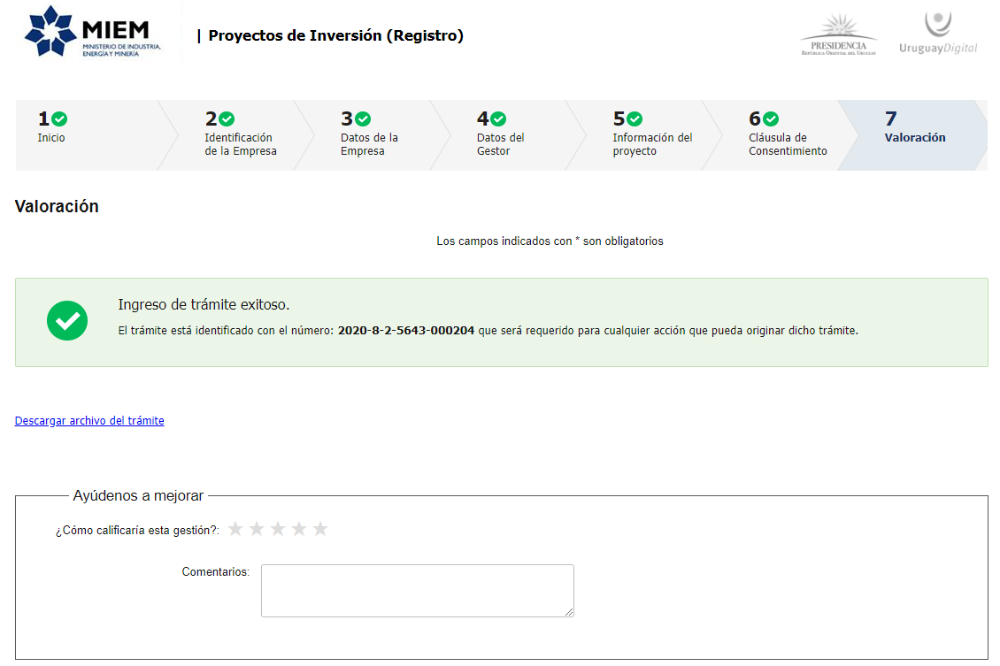 MIEM
MINISTERIO DE INDUSTRIA,
ENERGÍA Y MINERÍA
| Proyectos de Inversión (Registro)
PRESIDENCIA
REPÚBLICA ORIENTAL DEL URUGUAY
UruguayDigital
1
Inicio
2
Identificación
de la Empresa
3
Datos de la
Empresa
4
Datos del
Gestor
5
Información del
proyecto
6
Cláusula de
Consentimiento
7
Valoración
Valoración
Los campos indicados con * son obligatorios
Ingreso de trámite exitoso.
El trámite está identificado con el número: 2020-8-2-5643-000204 que será requerido para cualquier acción que pueda originar dicho trámite.
Descargar archivo del trámite
Ayúdenos a mejorar
¿Cómo calificaría esta gestión?:
Comentarios: